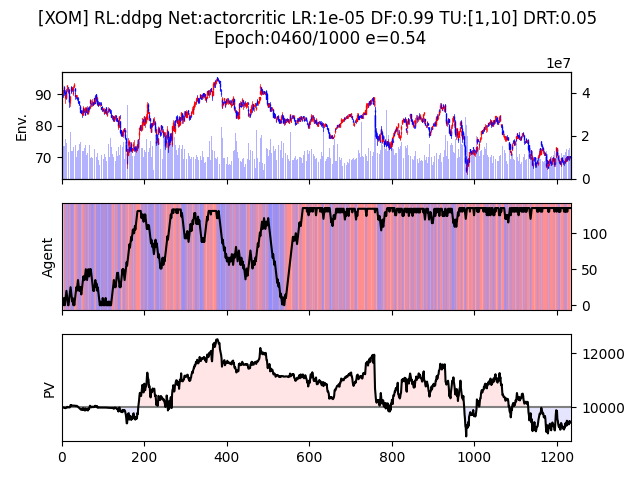 [XOM] RL:ddpg Net:actorcritic LR:1e-05 DF:0.99 TU:[1,10] DRT:0.05
Epoch:0460/1000 e=0.54
1e7
Env.
90
80
70
4
2
0
Agent
100
50
0
PV
12000
10000
0 200 400 600 800 1000 1200